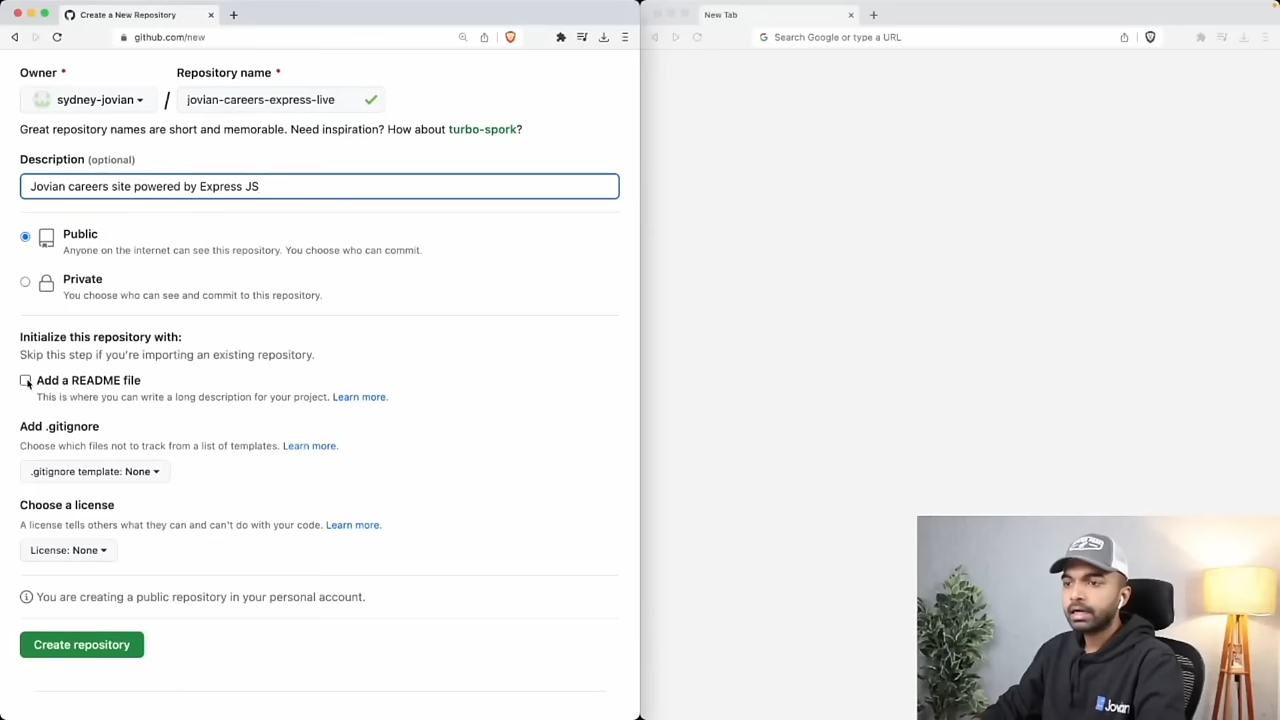 Create a New Repository
New Tab
github.com/new
Search Google or type a URL
Owner *
Repository name *
sydney-jovian
/
jovian-careers-express-live
Great repository names are short and memorable. Need inspiration? How about turbo-spork?
Description (optional)
Jovian careers site powered by Express JS
Public
Anyone on the internet can see this repository. You choose who can commit.
Private
You choose who can see and commit to this repository.
Initialize this repository with:
Skip this step if you're importing an existing repository.
Add a README file
This is where you can write a long description for your project. Learn more.
Add .gitignore
Choose which files not to track from a list of templates. Learn more.
.gitignore template: None
Choose a license
A license tells others what they can and can't do with your code. Learn more.
License: None
You are creating a public repository in your personal account.
Create repository
Jovian